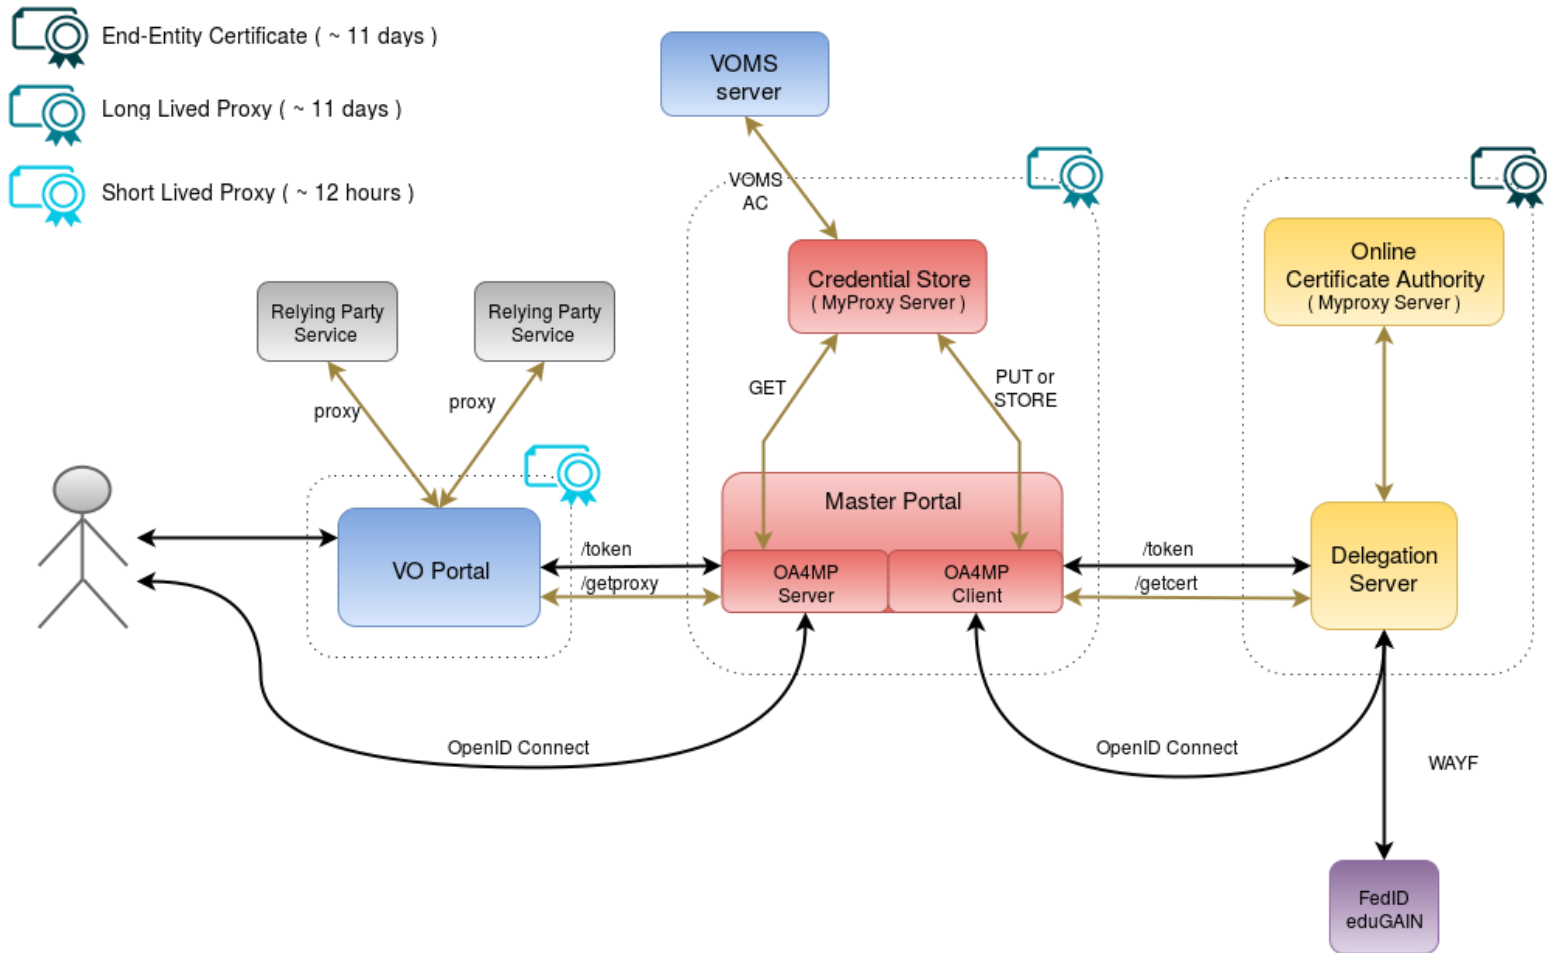 End-Entity Certificate ( ~ 11 days )
Long Lived Proxy ( ~ 11 days )
Short Lived Proxy ( ~ 12 hours )
VOMS
server
VOMS
AC
Online
Certificate Authority
( Myproxy Server )
Credential Store
( MyProxy Server )
Relying Party
Service
Relying Party
Service
GET
PUT or
STORE
proxy
proxy
Master Portal
VO Portal
/token
/getproxy
OA4MP
Server
OA4MP
Client
/token
/getcert
Delegation
Server
OpenID Connect
OpenID Connect
WAYF
FedID
eduGAIN